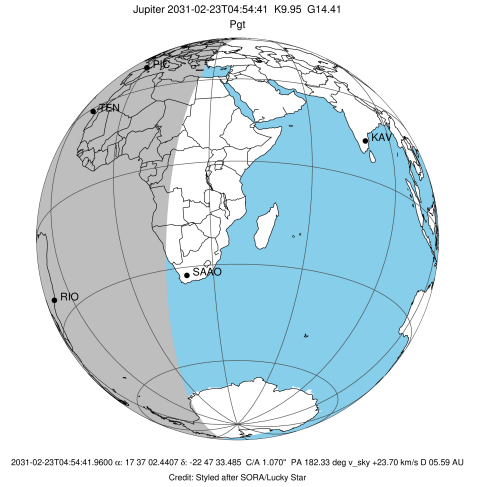 Jupiter 2031-02-23T04:54:41 K9.95 G14.41
Pgt
PIC
TEN
KAV
SAAO
RIO
2031-02-23T04:54:41.9600 α: 17 37 02.4407 δ: -22 47 33.485 C/A 1.070" PA 182.33 deg v_sky +23.70 km/s D 05.59 AU
Credit: Styled after SORA/Lucky Star